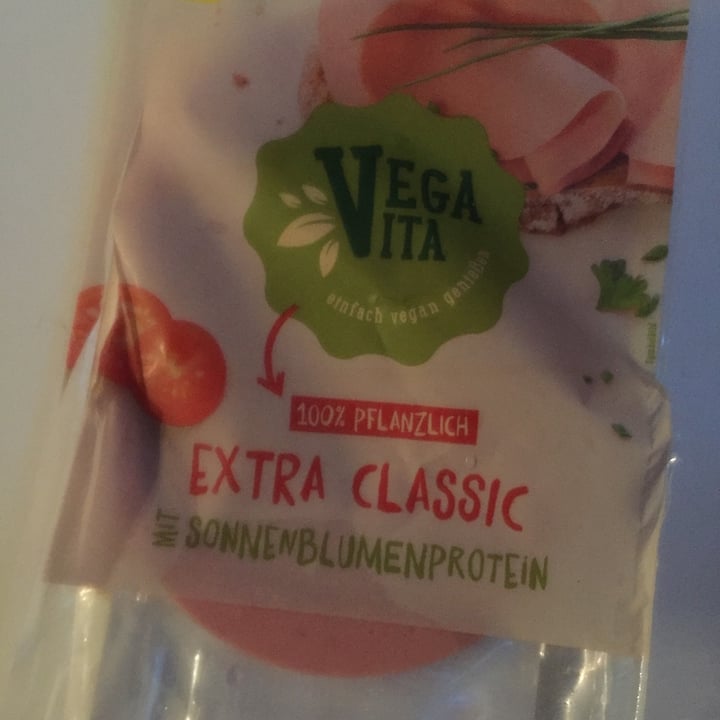 VEGA
VITA
einfach vegan genießen
100% PFLANZLICH
EXTRA CLASSIC
MIT SONNENBLUMENPROTEIN